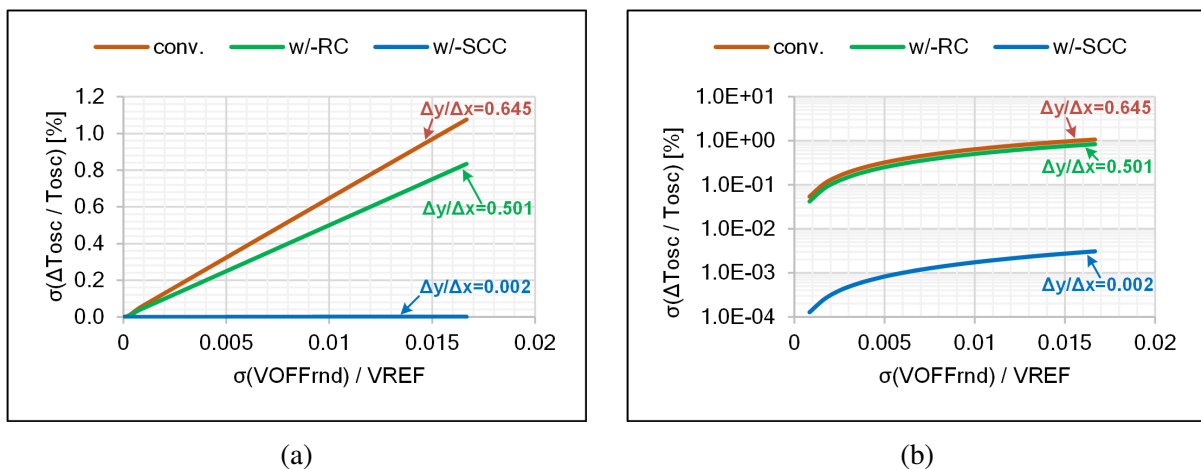 conv. w/-RC w/-SCC
σ(ΔTosc / Tosc) [%]
1.2
1.0
0.8
0.6
0.4
0.2
0.0
Δy/Δx=0.645
Δy/Δx=0.501
Δy/Δx=0.002
0 0.005 0.01 0.015 0.02
σ(VOFFrnd) / VREF
(a)
conv. w/-RC w/-SCC
σ(ΔTosc / Tosc) [%]
1.0E+01
1.0E+00
1.0E-01
1.0E-02
1.0E-03
1.0E-04
Δy/Δx=0.645
Δy/Δx=0.501
Δy/Δx=0.002
0 0.005 0.01 0.015 0.02
σ(VOFFrnd) / VREF
(b)